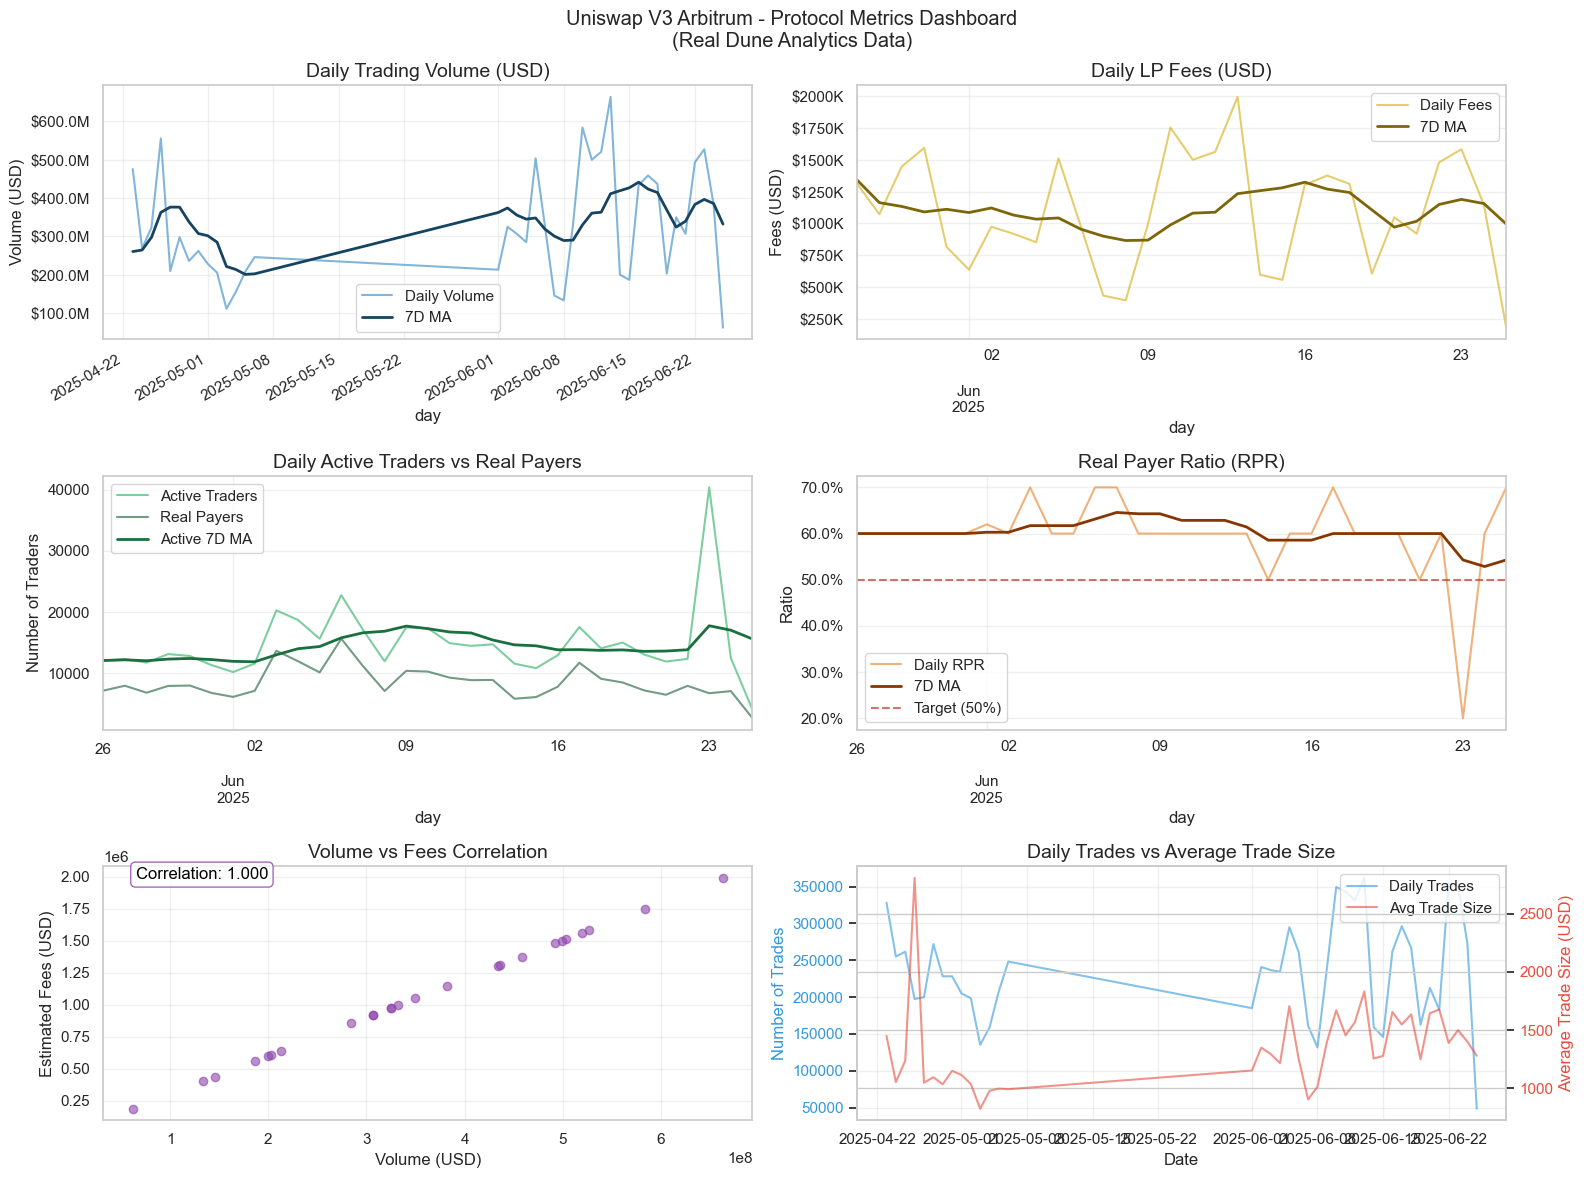 Uniswap V3 Arbitrum - Protocol Metrics Dashboard
(Real Dune Analytics Data)
Daily Trading Volume (USD)
Volume (USD)
$600.0M
$500.0M
$400.0M
$300.0M
$200.0M
$100.0M
Daily Volume
7D MA
2025-04-22
2025-05-01
2025-05-08
2025-05-15
2025-05-22
2025-06-01
2025-06-08
2025-06-15
2025-06-22
day
Daily LP Fees (USD)
Fees (USD)
$2000K
$1750K
$1500K
$1250K
$1000K
$750K
$500K
$250K
Daily Fees
7D MA
02
09
16
23
Jun
2025
day
Daily Active Traders vs Real Payers
Number of Traders
40000
30000
20000
10000
Active Traders
Real Payers
Active 7D MA
26
02
09
16
23
Jun
2025
day
Real Payer Ratio (RPR)
Ratio
70.0%
60.0%
50.0%
40.0%
30.0%
20.0%
Daily RPR
7D MA
Target (50%)
26
02
09
16
23
Jun
2025
day
Volume vs Fees Correlation
1e6
Correlation: 1.000
Estimated Fees (USD)
2.00
1.75
1.50
1.25
1.00
0.75
0.50
0.25
1
2
3
4
5
6
1e8
Volume (USD)
Daily Trades vs Average Trade Size
Number of Trades
350000
300000
250000
200000
150000
100000
50000
Daily Trades
Avg Trade Size
2500
2000
1500
1000
Average Trade Size (USD)
2025-04-22
2025-05-01
2025-05-08
2025-05-15
2025-05-22
2025-06-01
2025-06-08
2025-06-15
2025-06-22
Date